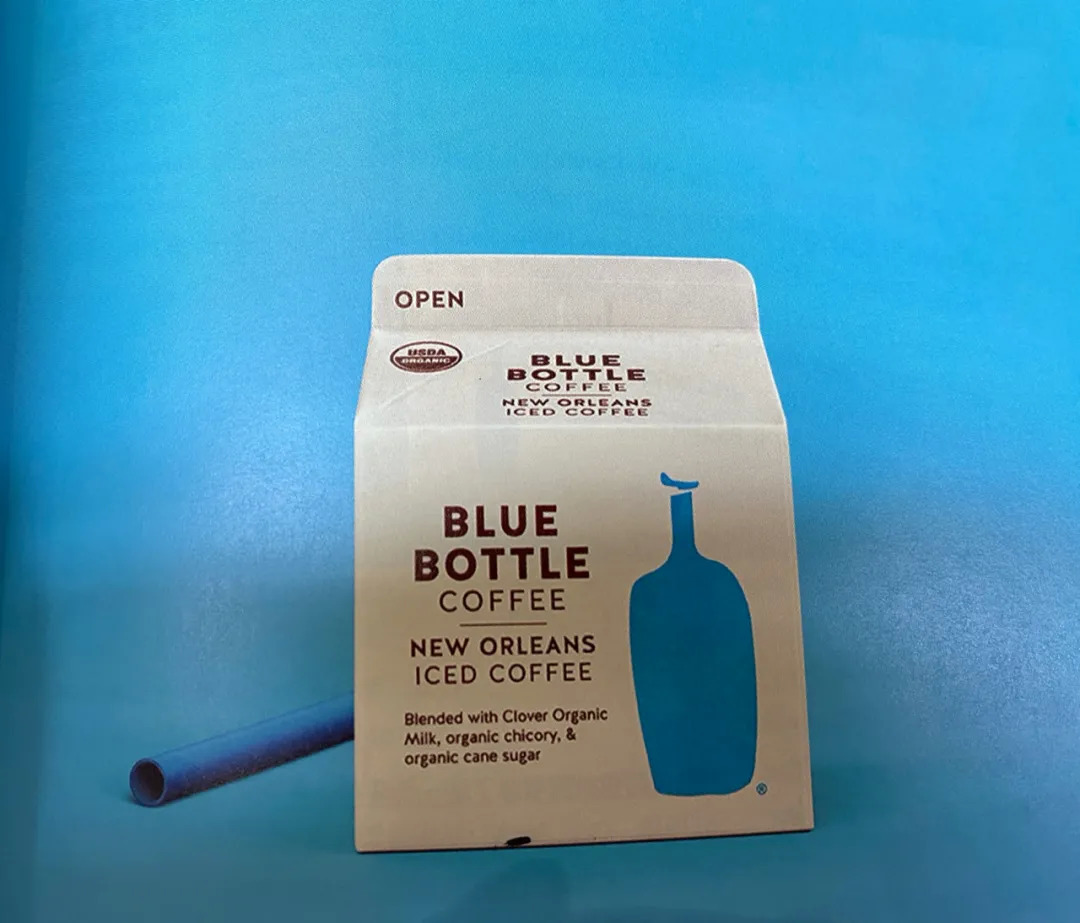 OPEN
USDA
ORGANIC
BLUE
BOTTLE
COFFEE
NEW ORLEANS
ICED COFFEE
BLUE
BOTTLE
COFFEE
NEW ORLEANS
ICED COFFEE
Blended with Clover Organic
Milk, organic chicory, &
organic cane sugar
®